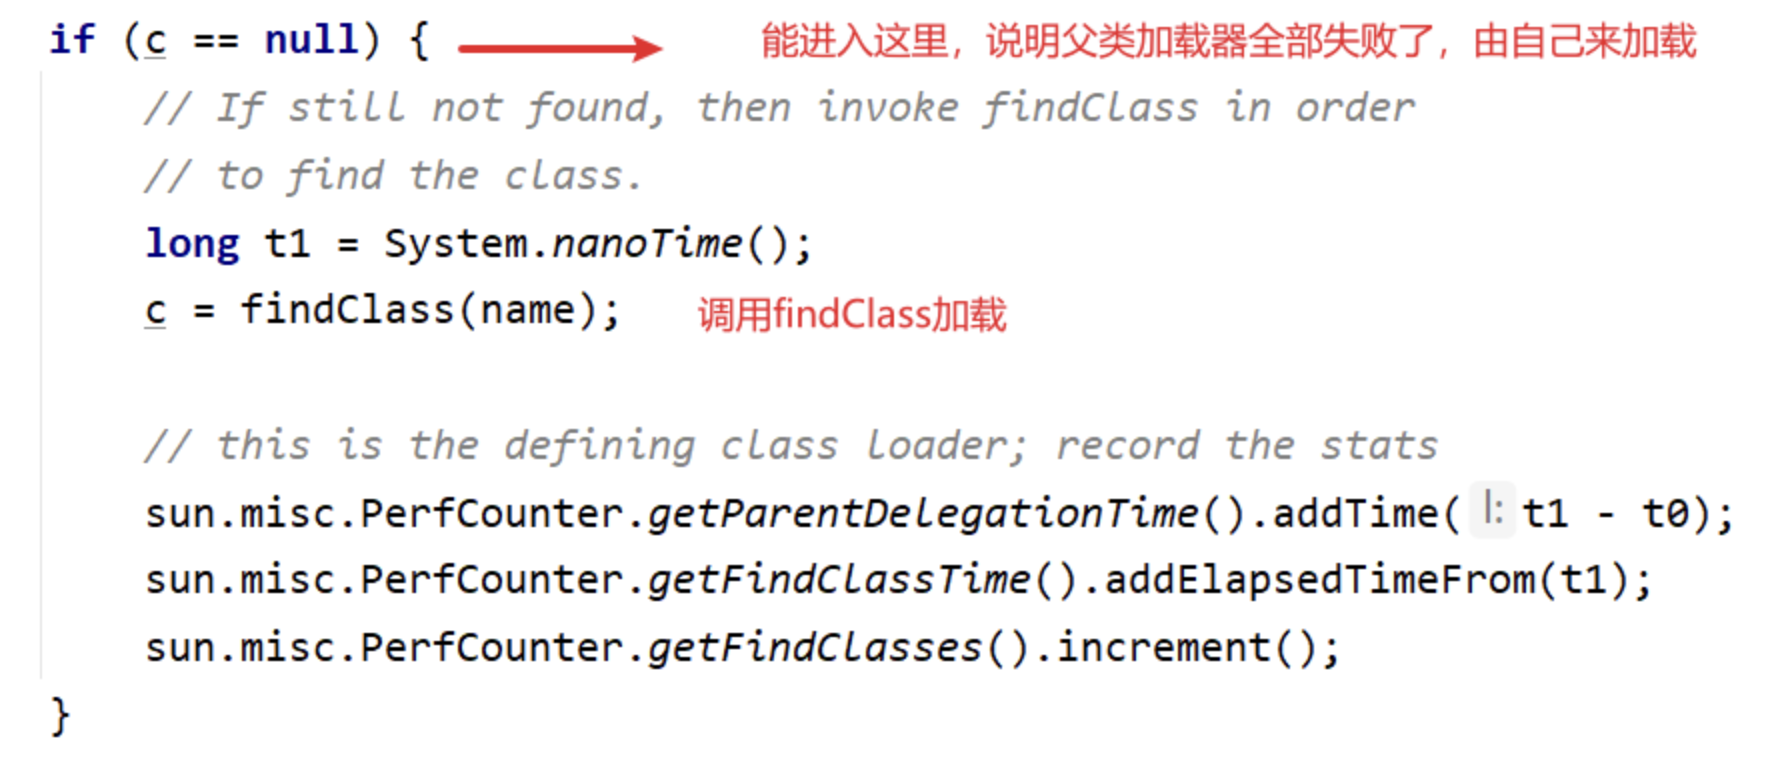 if (c == null) { 能进入这里，说明父类加载器全部失败了，由自己来加载
// If still not found, then invoke findClass in order
// to find the class.
long t1 = System.nanoTime();
c = findClass(name); 调用findClass加载
// this is the defining class loader; record the stats
sun.misc.PerfCounter.getParentDelegationTime().addTime( l: t1 - t0);
sun.misc.PerfCounter.getFindClassTime().addElapsedTimeFrom(t1);
sun.misc.PerfCounter.getFindClasses().increment();
}